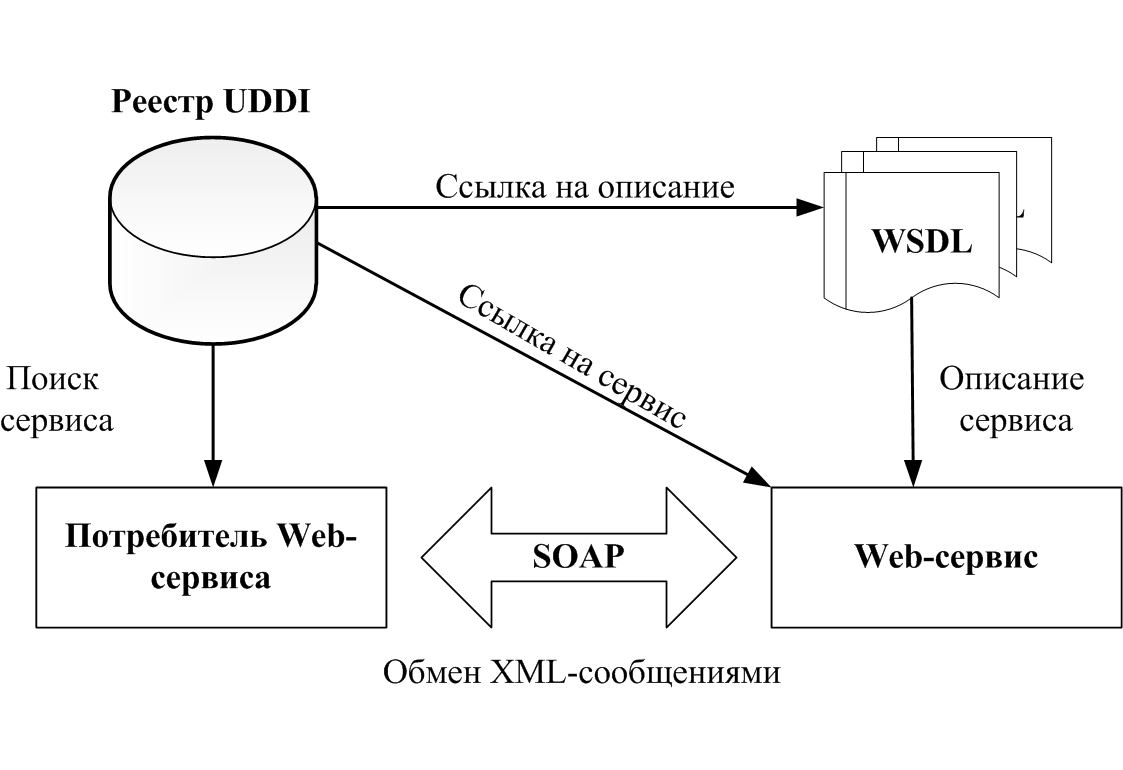 Реестр UDDI
Ссылка на описание
WSDL
Ссылка на сервис
Поиск
сервиса
Описание
сервиса
Потребитель Web-
сервиса
SOAP
Web-сервис
Обмен XML-сообщениями